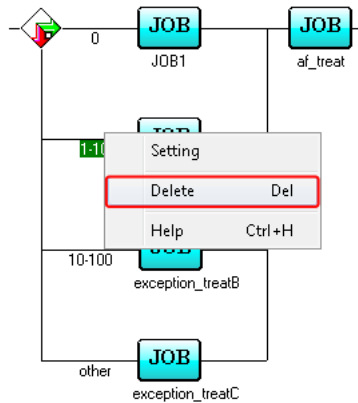 0
JOB
JOB
JOB1
af_treat
Setting
Delete Del
Help Ctrl+H
10-100
exception_treatB
other
JOB
exception_treatC